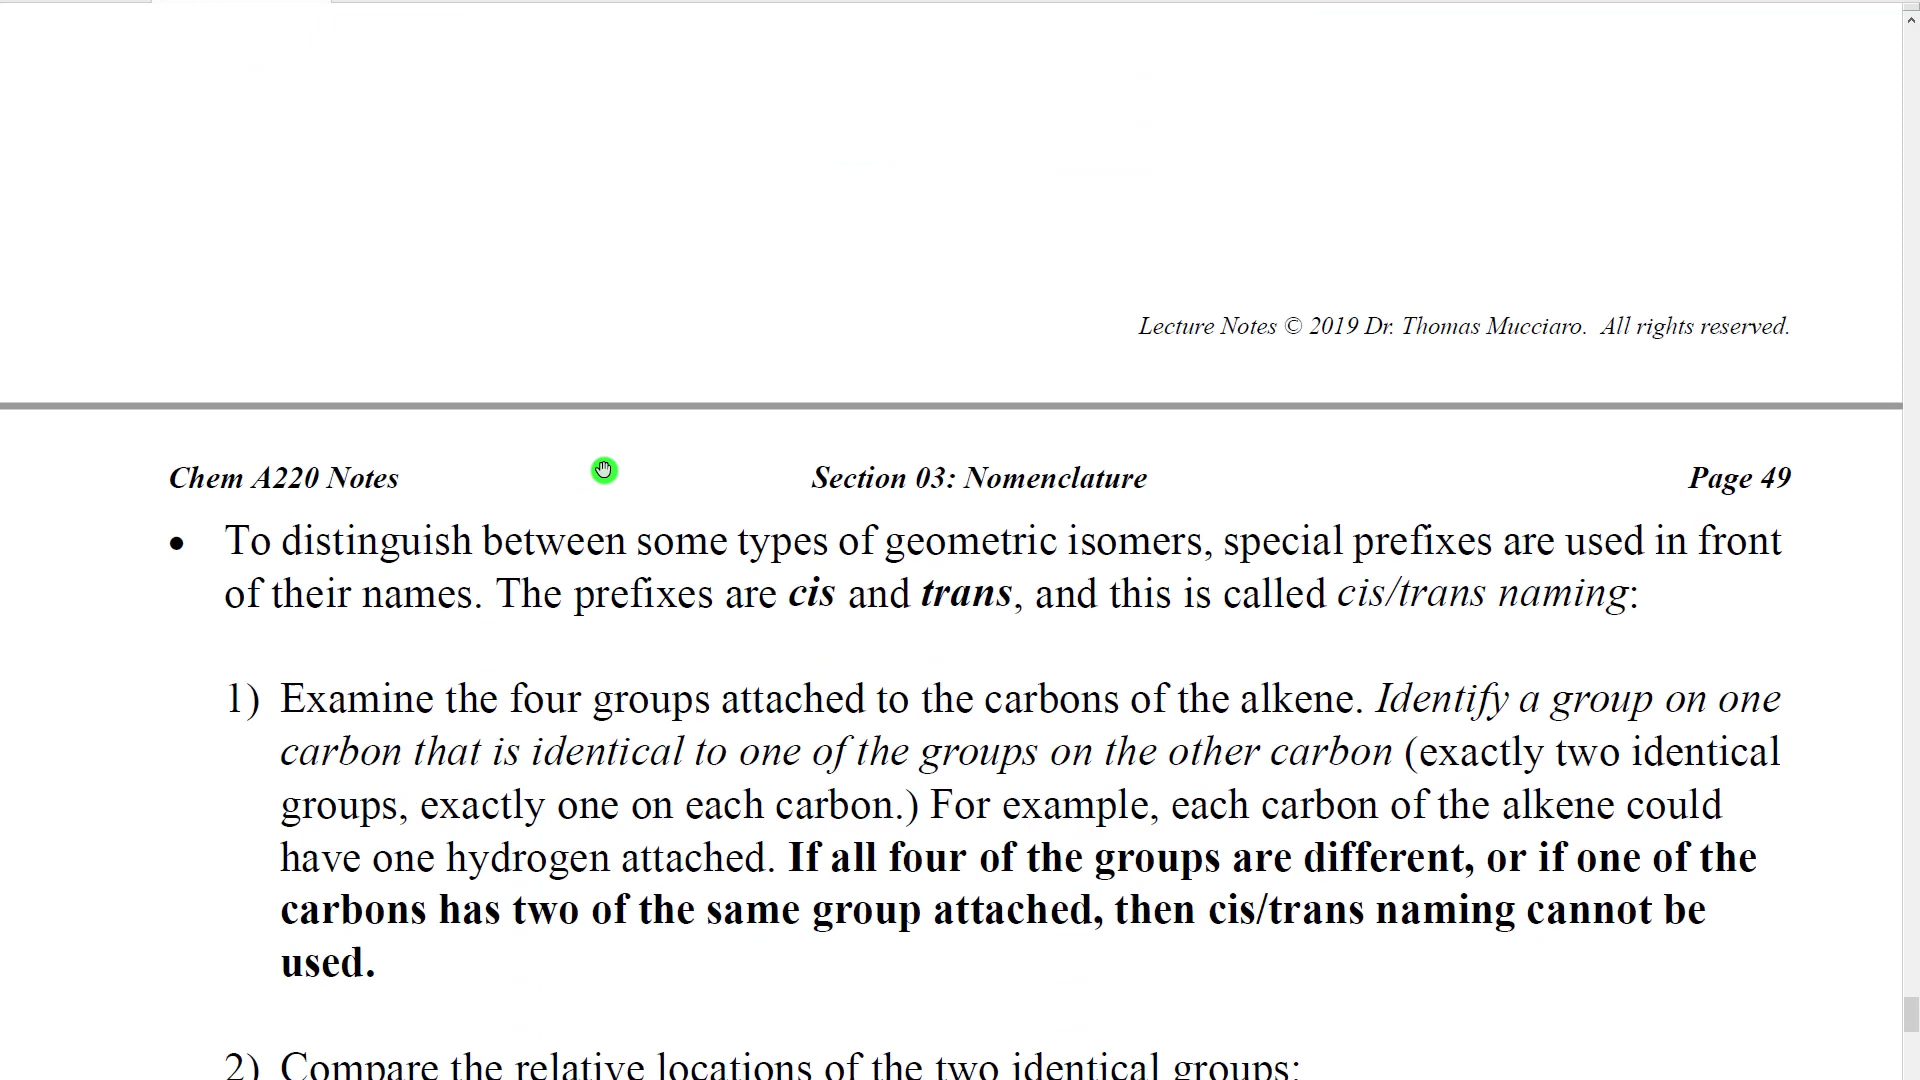 Lecture Notes © 2019 Dr. Thomas Mucciaro.  All rights reserved.
Chem A220 Notes Section 03: Nomenclature Page 49
• To distinguish between some types of geometric isomers, special prefixes are used in front
of their names. The prefixes are cis and trans, and this is called cis/trans naming:
1) Examine the four groups attached to the carbons of the alkene. Identify a group on one
carbon that is identical to one of the groups on the other carbon (exactly two identical
groups, exactly one on each carbon.) For example, each carbon of the alkene could
have one hydrogen attached. If all four of the groups are different, or if one of the
carbons has two of the same group attached, then cis/trans naming cannot be
used.
2) Compare the relative locations of the two identical groups: